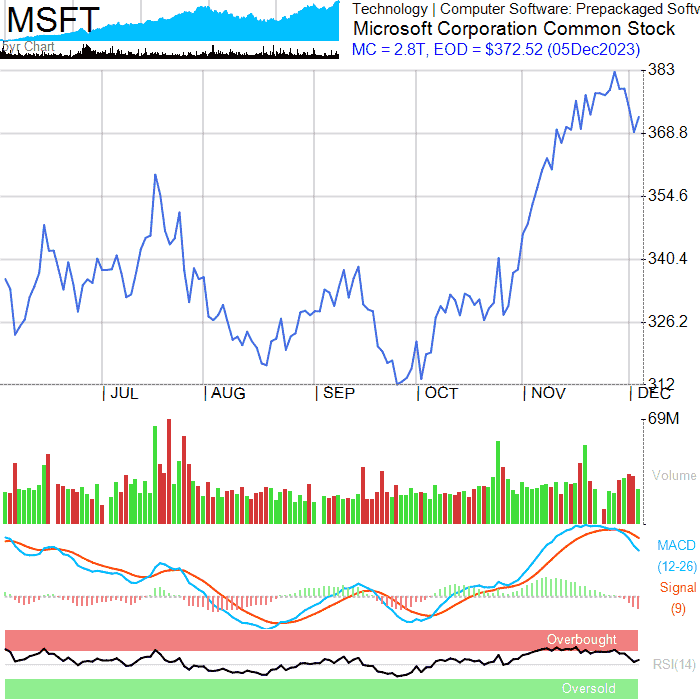 MSFT
5yr Chart
Technology | Computer Software: Prepackaged Softw
Microsoft Corporation Common Stock
MC = 2.8T, EOD = $372.52 (05Dec2023)
383
368.8
354.6
340.4
326.2
312
JUL
AUG
SEP
OCT
NOV
DEC
69M
Volume
MACD
(12-26)
Signal
(9)
Overbought
RSI(14)
Oversold